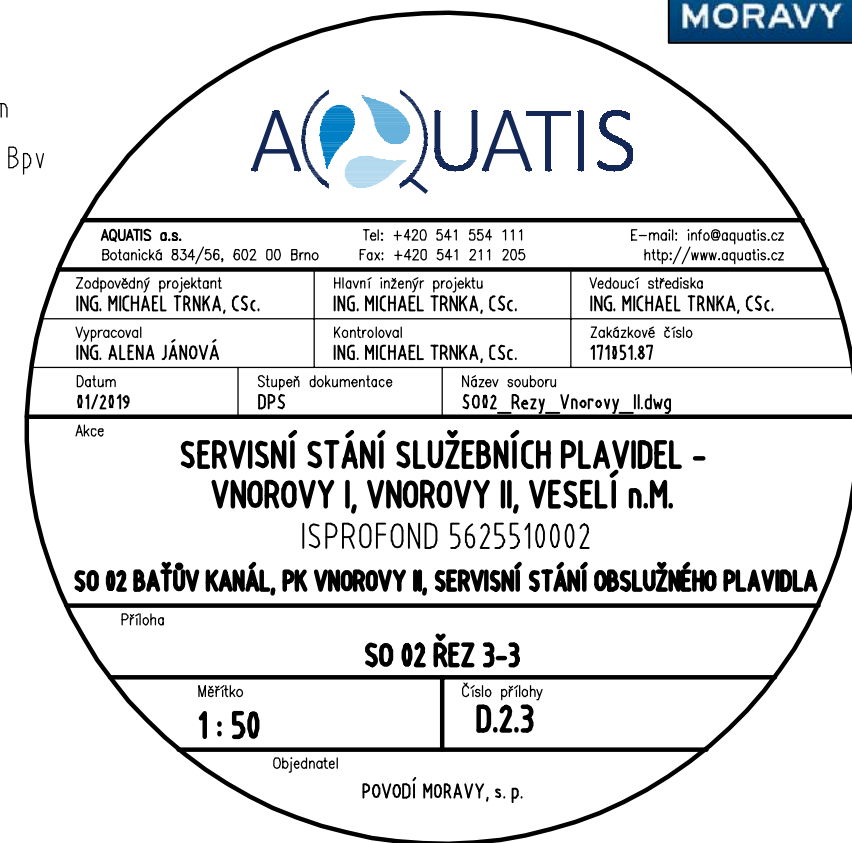 MORAVY
Bpv
AQUATIS
AQUATIS a.s.
Botanická 834/56, 602 00 Brno
Tel: +420 541 554 111
Fax: +420 541 211 205
E-mail: info@aquatis.cz
http://www.aquatis.cz
Zodpovědný projektant
ING. MICHAEL TRNKA, CSc.
Hlavní inženýr projektu
ING. MICHAEL TRNKA, CSc.
Vedoucí střediska
ING. MICHAEL TRNKA, CSc.
Vypracoval
ING. ALENA JÁNOVÁ
Kontroloval
ING. MICHAEL TRNKA, CSc.
Zakázkové číslo
171051.87
Datum
01/2019
Stupeň dokumentace
DPS
Název souboru
SO02_Rezy_Vnorovy_II.dwg
Akce
SERVISNÍ STÁNÍ SLUŽEBNÍCH PLAVIDEL -
VNOROVY I, VNOROVY II, VESELÍ n.M.
ISPROFOND 5625510002
SO 02 BAŤŮV KANÁL, PK VNOROVY II, SERVISNÍ STÁNÍ OBSLUŽNÉHO PLAVIDLA
Příloha
SO 02 ŘEZ 3-3
Měřítko
1 : 50
Číslo přílohy
D.2.3
Objednatel
POVODÍ MORAVY, s. p.